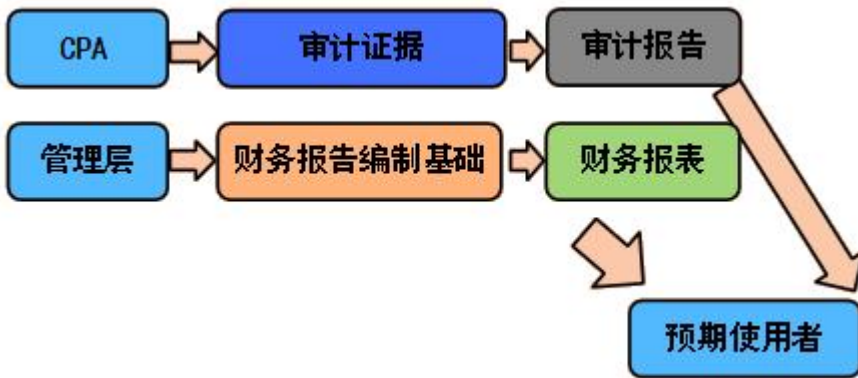 CPA
审计证据
审计报告
管理层
财务报告编制基础
财务报表
预期使用者